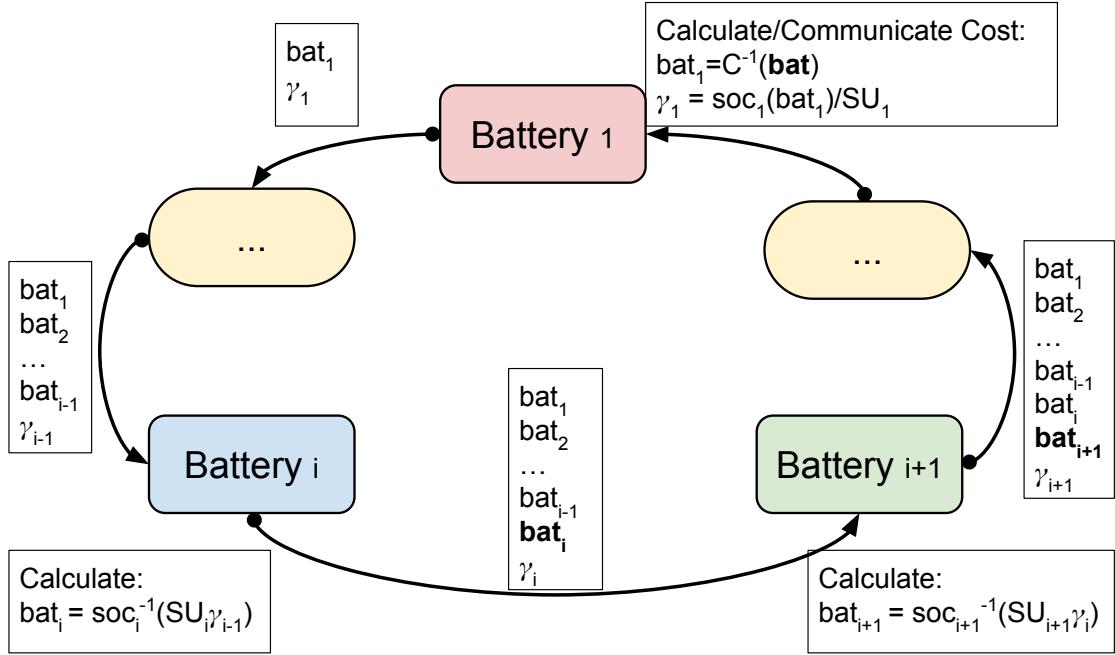 bat₁
γ₁
Calculate/Communicate Cost:
bat₁=C⁻¹(bat)
γ₁ = soc₁(bat₁)/SU₁
Battery 1
...
...
bat₁
bat₂
...
batᵢ₋₁
γᵢ₋₁
bat₁
bat₂
...
batᵢ₋₁
batᵢ
batᵢ₊₁
γᵢ₊₁
bat₁
bat₂
...
batᵢ₋₁
batᵢ
γᵢ
Battery i
Battery i+1
Calculate:
batᵢ = socᵢ⁻¹(SUᵢγᵢ₋₁)
Calculate:
batᵢ₊₁ = socᵢ₊₁⁻¹(SUᵢ₊₁γᵢ)